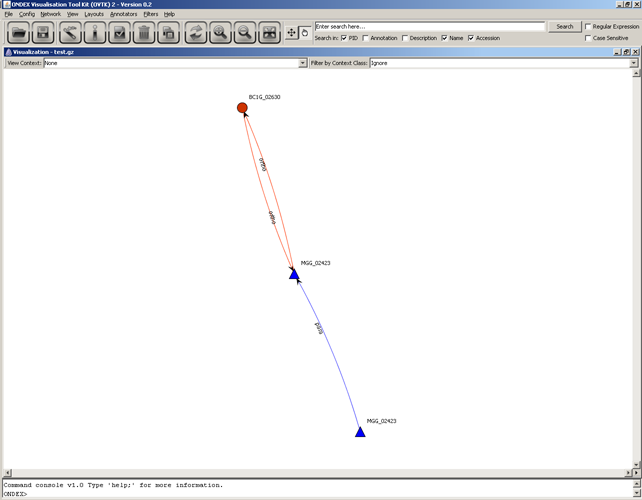 ONDEX Visualisation Tool Kit (OVTK) 2 - Version 0.2
File Config Network View Layouts Annotators Filters Help
Enter search here...
Search
Regular Expression
Search in: PID Annotation Description Name Accession
Case Sensitive
Visualization - test.gz
View Context: None
Filter by Context Class: Ignore
BC1G_02630
ortho
ortho
MGG_02423
MGG_02423
Command console v1.0 Type 'help;' for more information.
ONDEX>